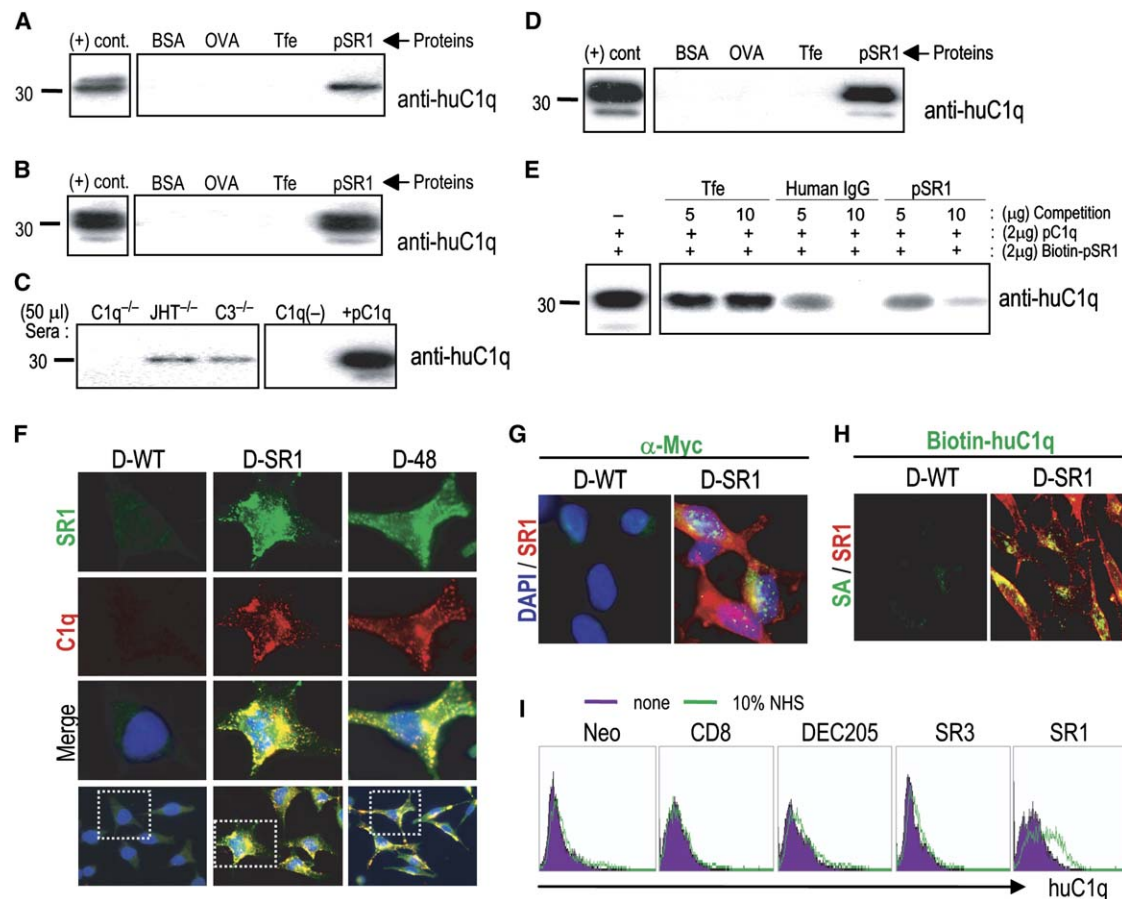 A
(+) cont. BSA OVA Tfe pSR1 ← Proteins
30
anti-huC1q
B
(+) cont. BSA OVA Tfe pSR1 ← Proteins
30
anti-huC1q
C
(50 µl) Sera : C1q–/– JHT–/– C3–/– C1q(–) +pC1q
30
anti-huC1q
D
(+) cont BSA OVA Tfe pSR1 ← Proteins
30
anti-huC1q
E
Tfe Human IgG pSR1
– 5 10 5 10 5 10 : (µg) Competition
+ + + + + + + : (2µg) pC1q
+ + + + + + + : (2µg) Biotin-pSR1
30
anti-huC1q
F
D-WT D-SR1 D-48
SR1
C1q
Merge
G
α-Myc
D-WT D-SR1
DAPI / SR1
H
Biotin-huC1q
D-WT D-SR1
SA / SR1
I
none 10% NHS
Neo CD8 DEC205 SR3 SR1
huC1q